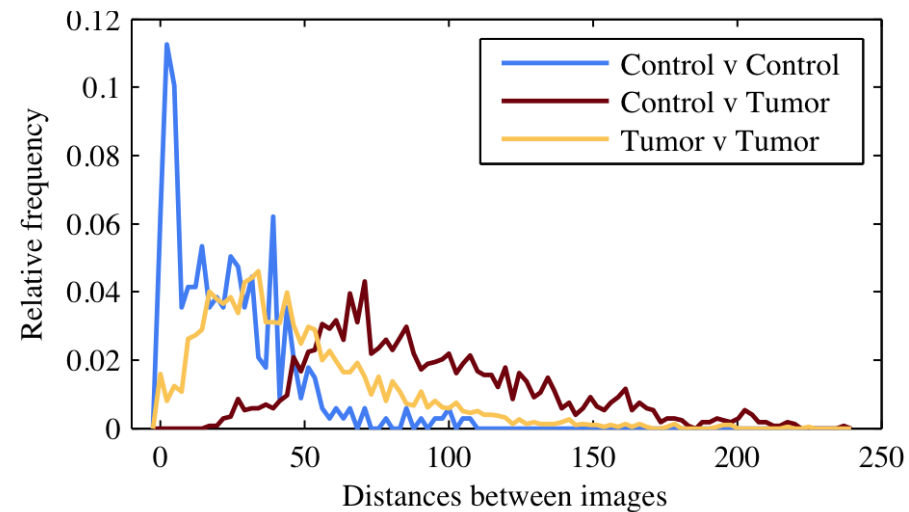 0.12
0.1
0.08
0.06
0.04
0.02
0
Relative frequency
Control v Control
Control v Tumor
Tumor v Tumor
0 50 100 150 200 250
Distances between images